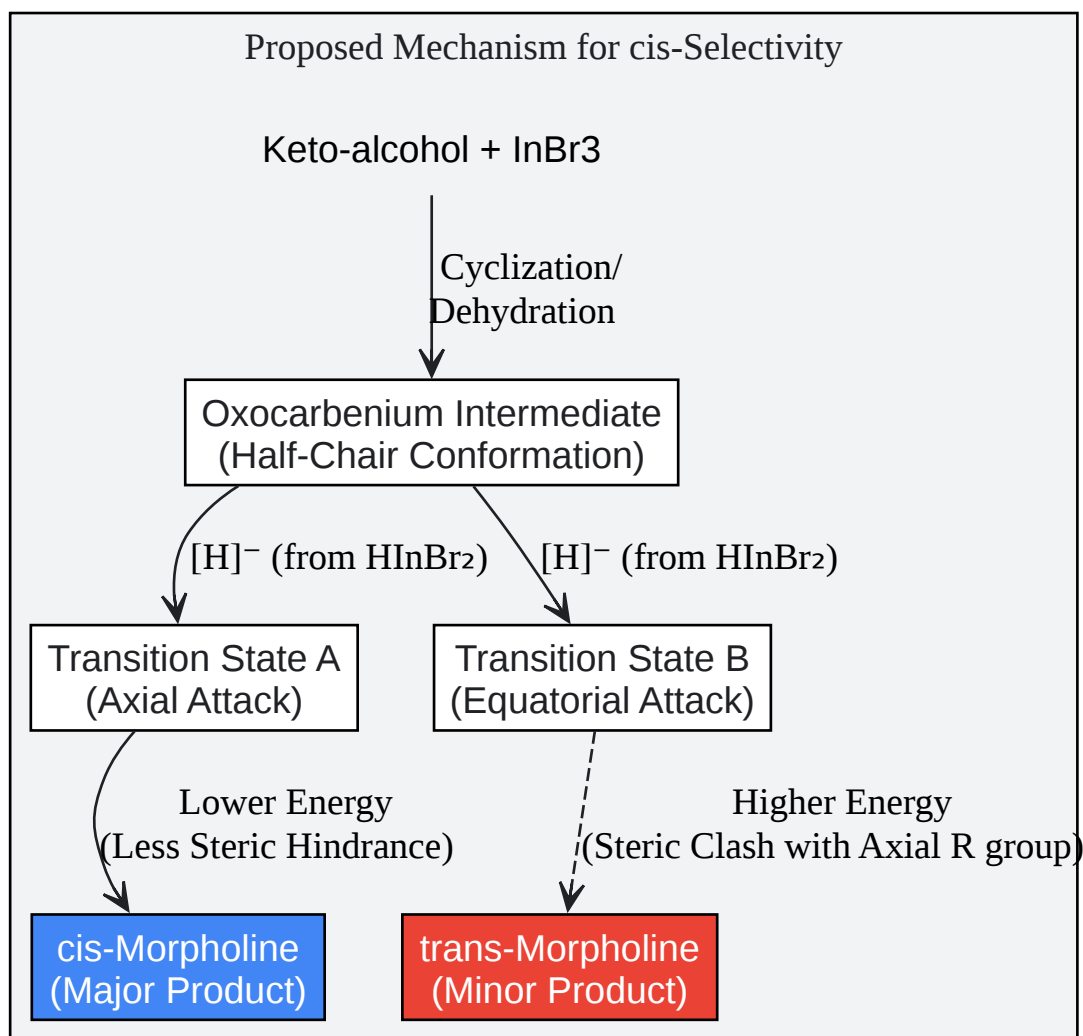 Proposed Mechanism for cis-Selectivity
Keto-alcohol + InBr3
Cyclization/
Dehydration
Oxocarbenium Intermediate
(Half-Chair Conformation)
[H]⁻ (from HInBr₂)
[H]⁻ (from HInBr₂)
Transition State A
(Axial Attack)
Transition State B
(Equatorial Attack)
Lower Energy
(Less Steric Hindrance)
Higher Energy
(Steric Clash with Axial R group)
cis-Morpholine
(Major Product)
trans-Morpholine
(Minor Product)